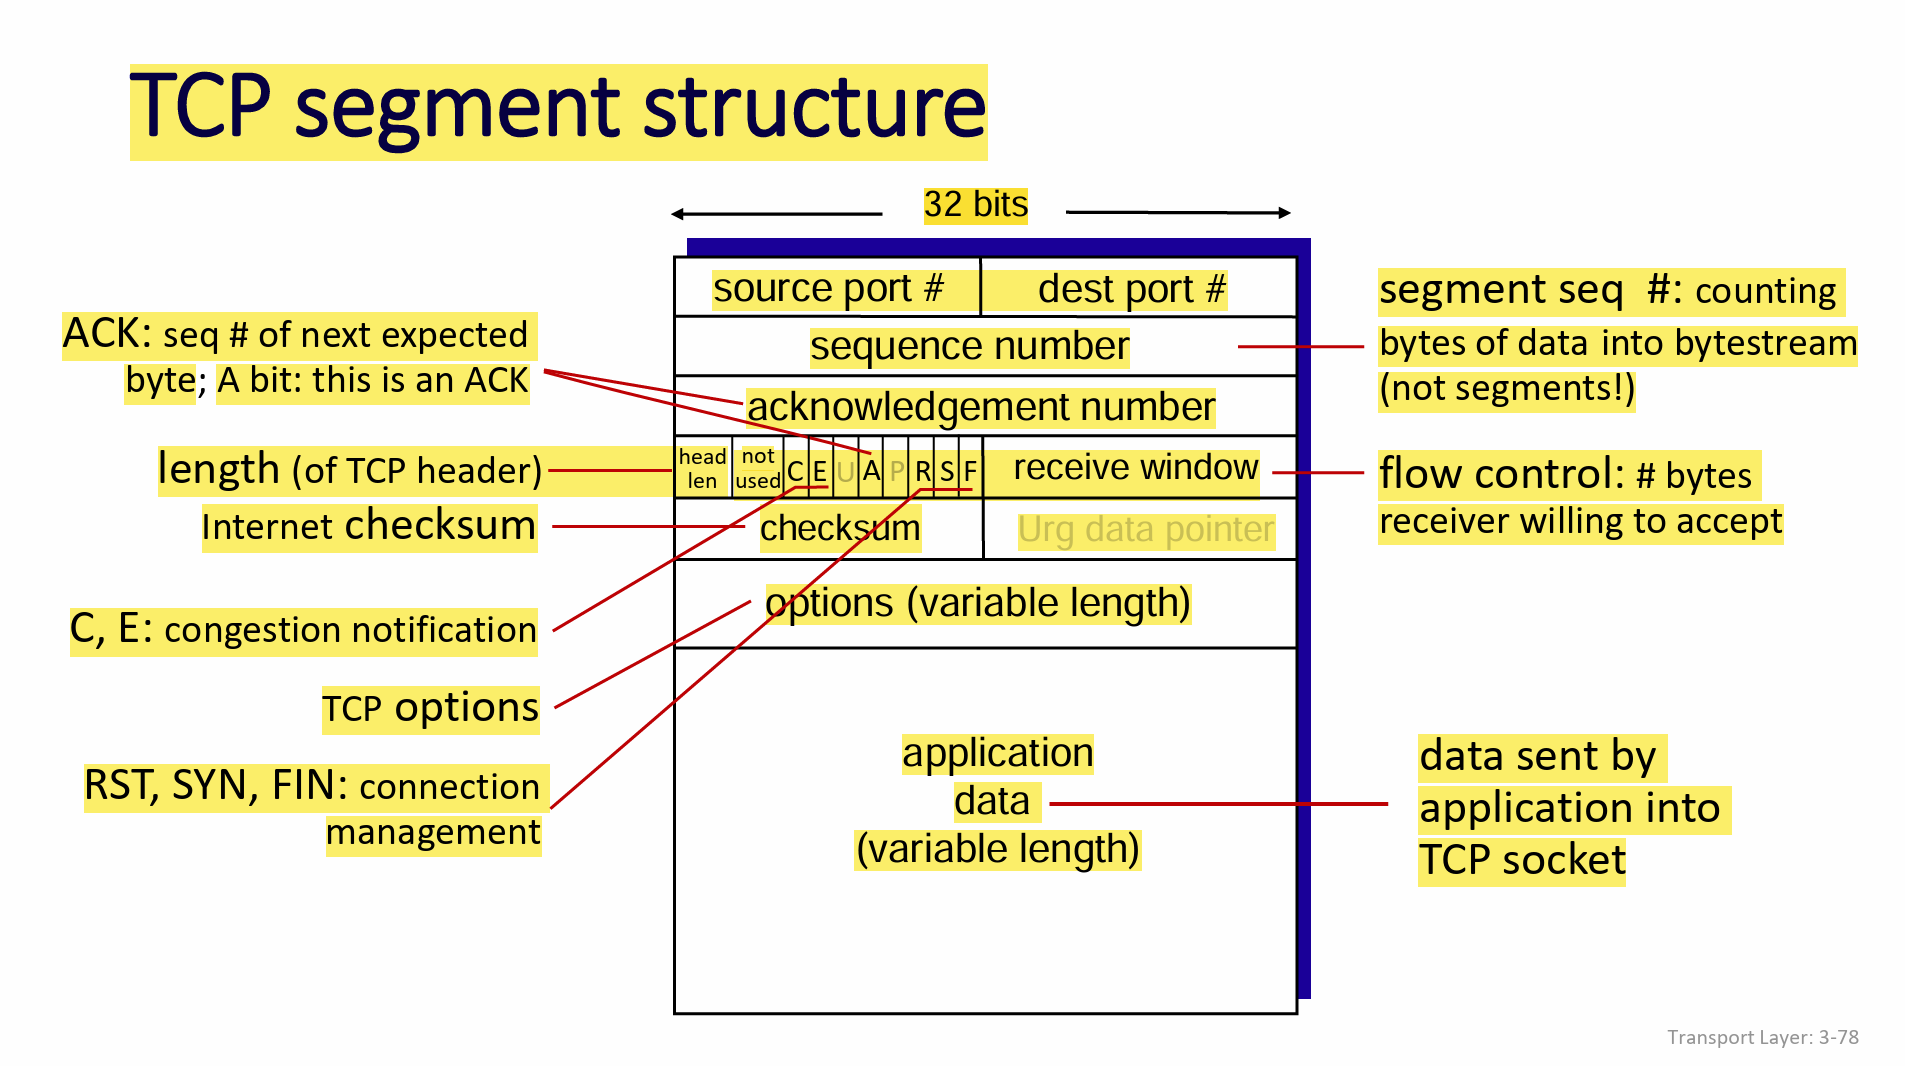 TCP segment structure
32 bits
source port #
dest port #
sequence number
acknowledgement number
head
len
not
used
C E U A P R S F
receive window
checksum
Urg data pointer
options (variable length)
application
data
(variable length)
ACK: seq # of next expected
byte; A bit: this is an ACK
length (of TCP header)
Internet checksum
C, E: congestion notification
TCP options
RST, SYN, FIN: connection
management
segment seq #: counting
bytes of data into bytestream
(not segments!)
flow control: # bytes
receiver willing to accept
data sent by
application into
TCP socket
Transport Layer: 3-78